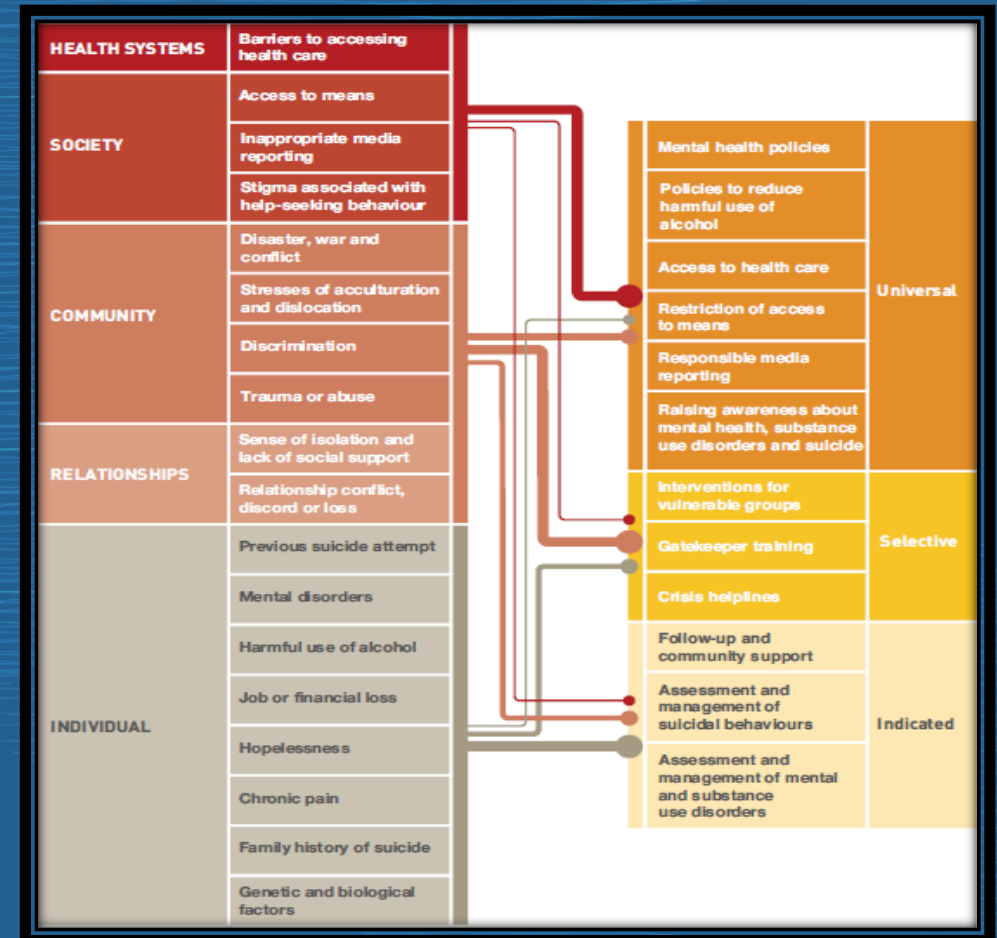 HEALTH SYSTEMS
Barriers to accessing
health care
SOCIETY
Access to means
Inappropriate media
reporting
Stigma associated with
help-seeking behaviour
COMMUNITY
Disaster, war and
conflict
Stresses of acculturation
and dislocation
Discrimination
Trauma or abuse
RELATIONSHIPS
Sense of isolation and
lack of social support
Relationship conflict,
discord or loss
INDIVIDUAL
Previous suicide attempt
Mental disorders
Harmful use of alcohol
Job or financial loss
Hopelessness
Chronic pain
Family history of suicide
Genetic and biological
factors
Mental health policies
Policies to reduce
harmful use of
alcohol
Access to health care
Restriction of access
to means
Responsible media
reporting
Raising awareness about
mental health, substance
use disorders and suicide
Universal
Interventions for
vulnerable groups
Gatekeeper training
Crisis helplines
Selective
Follow-up and
community support
Assessment and
management of
suicidal behaviours
Assessment and
management of mental
and substance
use disorders
Indicated